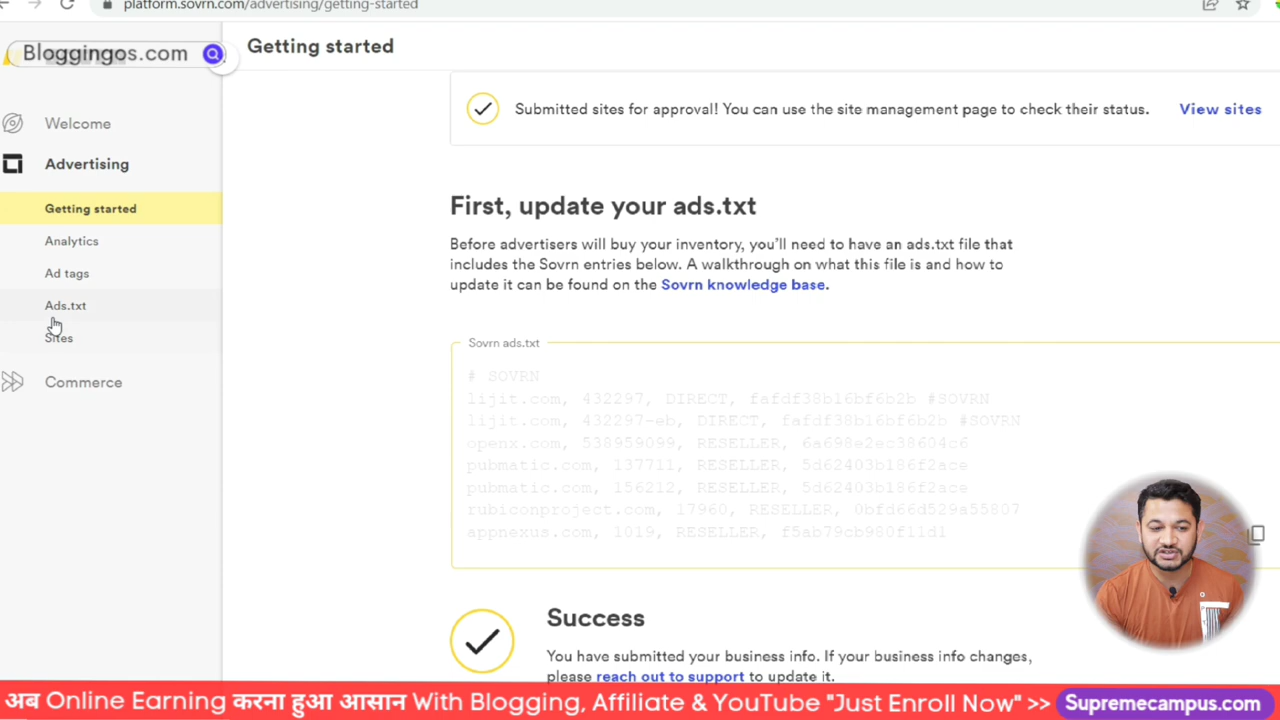 platform.sovrn.com/advertising/getting-started
Bloggingos.com
Getting started
Submitted sites for approval! You can use the site management page to check their status. View sites
Welcome
Advertising
Getting started
Analytics
Ad tags
Ads.txt
Sites
Commerce
First, update your ads.txt
Before advertisers will buy your inventory, you'll need to have an ads.txt file that
includes the Sovrn entries below. A walkthrough on what this file is and how to
update it can be found on the Sovrn knowledge base.
Sovrn ads.txt
# SOVRN
lijit.com, 432297, DIRECT, fafdf38b16bf6b2b #SOVRN
lijit.com, 432297-eb, DIRECT, fafdf38b16bf6b2b #SOVRN
openx.com, 538959099, RESELLER, 6a698e2ec38604c6
pubmatic.com, 137711, RESELLER, 5d62403b186f2ace
pubmatic.com, 156212, RESELLER, 5d62403b186f2ace
rubiconproject.com, 17960, RESELLER, 0bfd66d529a55807
appnexus.com, 1019, RESELLER, f5ab79cb980f11d1
Success
You have submitted your business info. If your business info changes,
please reach out to support to update it.
अब Online Earning करना हुआ आसान With Blogging, Affiliate & YouTube "Just Enroll Now" >> Supremecampus.com